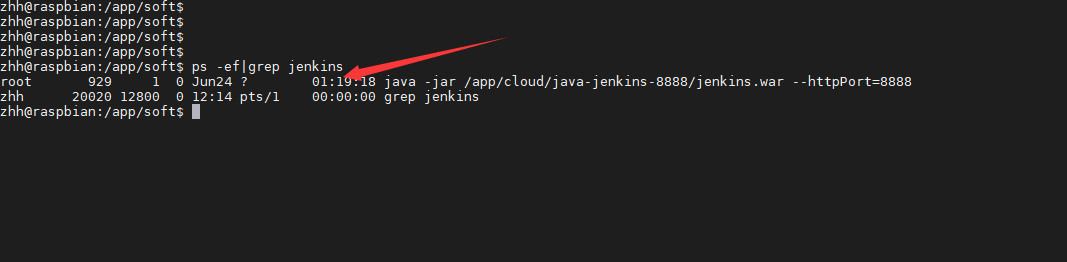 zhh@raspbian:/app/soft$
zhh@raspbian:/app/soft$
zhh@raspbian:/app/soft$
zhh@raspbian:/app/soft$
zhh@raspbian:/app/soft$ ps -ef|grep jenkins
root       929     1  0 Jun24 ?        01:19:18 java -jar /app/cloud/java-jenkins-8888/jenkins.war --httpPort=8888
zhh      20020 12800  0 12:14 pts/1    00:00:00 grep jenkins
zhh@raspbian:/app/soft$